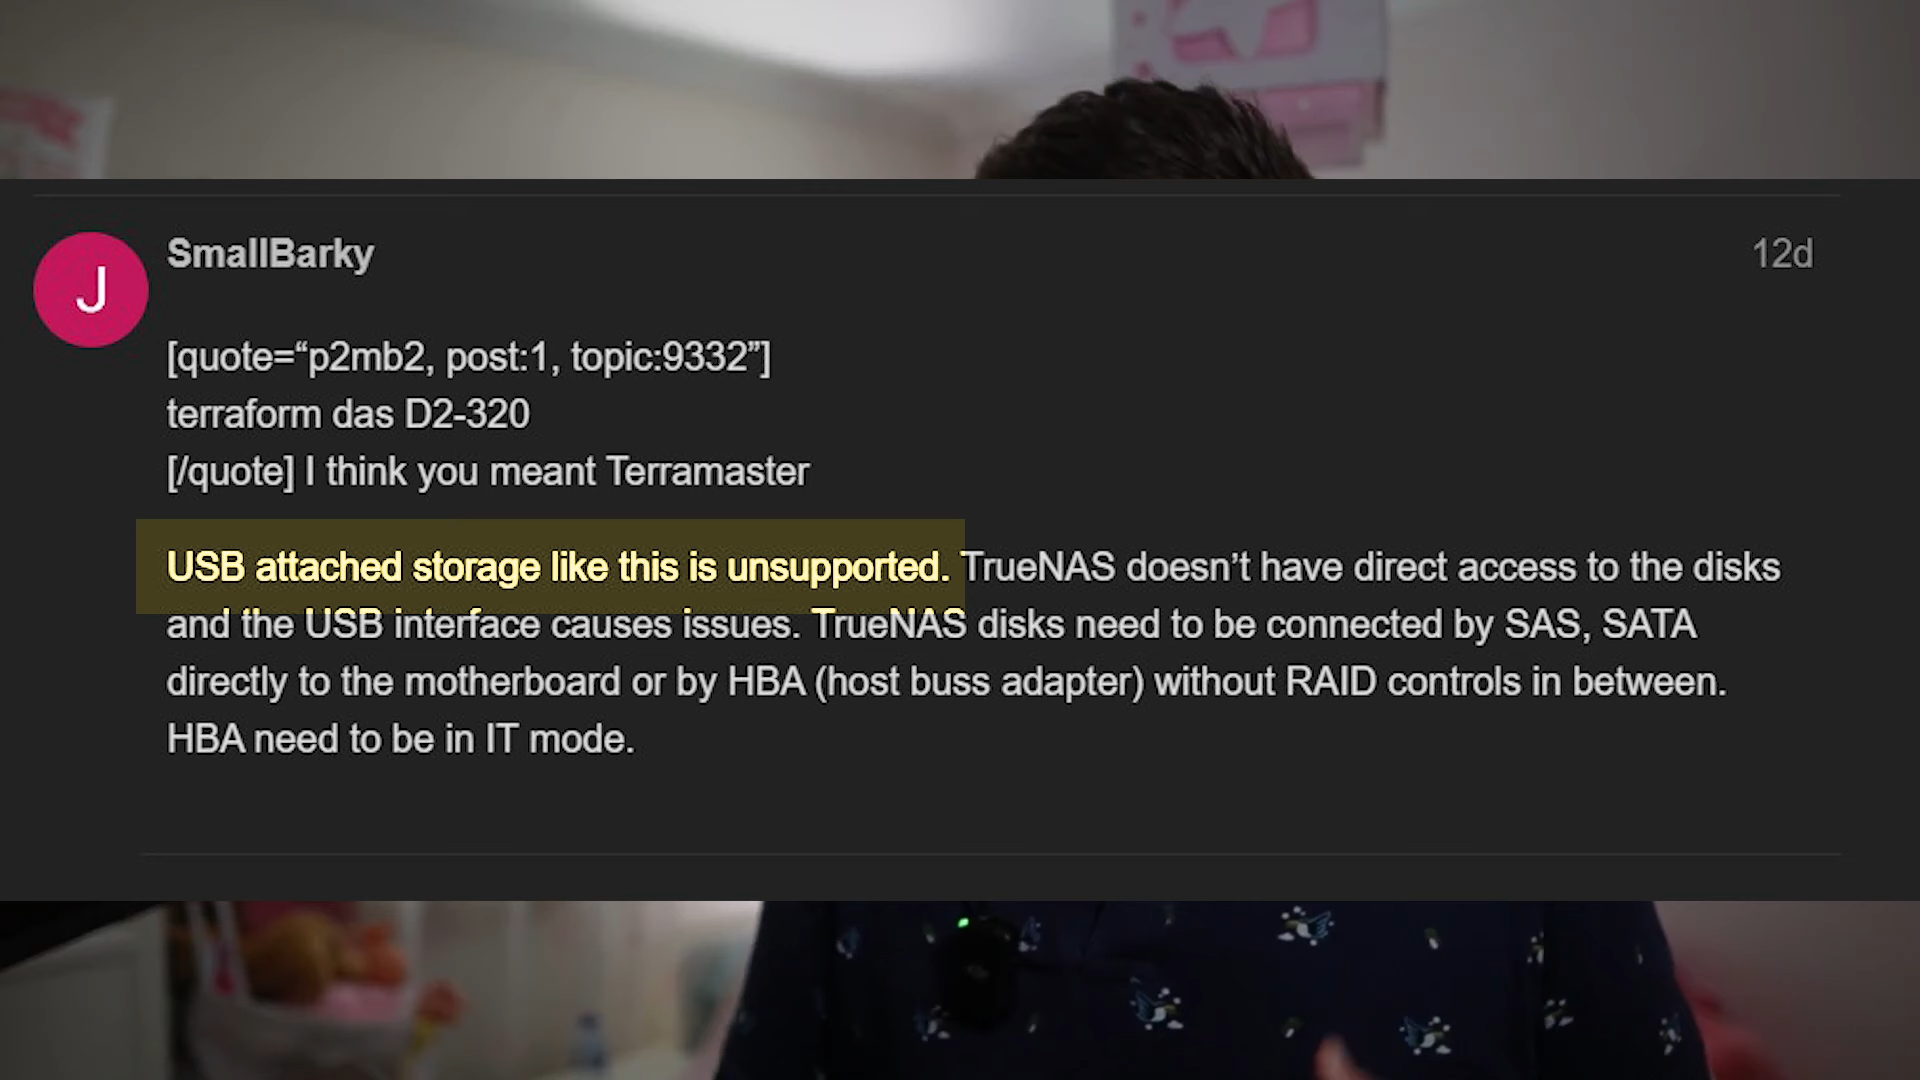 SmallBarky
12d
J
[quote=“p2mb2, post:1, topic:9332”]
terraform das D2-320
[/quote] I think you meant Terramaster
USB attached storage like this is unsupported. TrueNAS doesn’t have direct access to the disks
and the USB interface causes issues. TrueNAS disks need to be connected by SAS, SATA
directly to the motherboard or by HBA (host buss adapter) without RAID controls in between.
HBA need to be in IT mode.